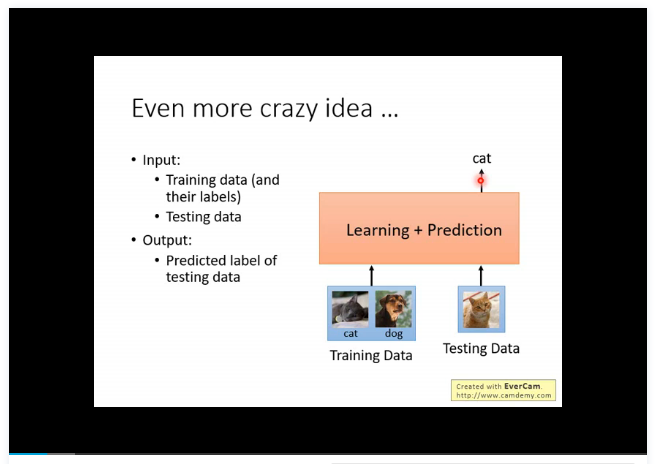 Even more crazy idea ...
• Input:
• Training data (and
their labels)
• Testing data
• Output:
• Predicted label of
testing data
cat
Learning + Prediction
cat dog
Training Data
Testing Data
Created with EverCam.
http://www.camdemy.com